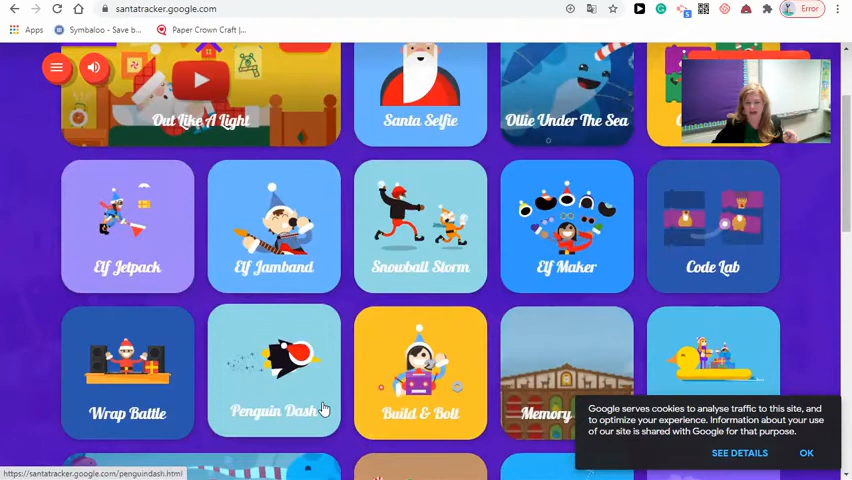 santatracker.google.com
Error
Apps
Symbaloo - Save b...
Paper Crown Craft |...
Out Like A Light
Santa Selfie
Ollie Under The Sea
Elf Jetpack
Elf Jamband
Snowball Storm
Elf Maker
Code Lab
Wrap Battle
Penguin Dash
Build & Bolt
Memory
Google serves cookies to analyse traffic to this site, and
to optimize your experience. Information about your use
of our site is shared with Google for that purpose.
SEE DETAILS
OK
https://santatracker.google.com/penguindash.html